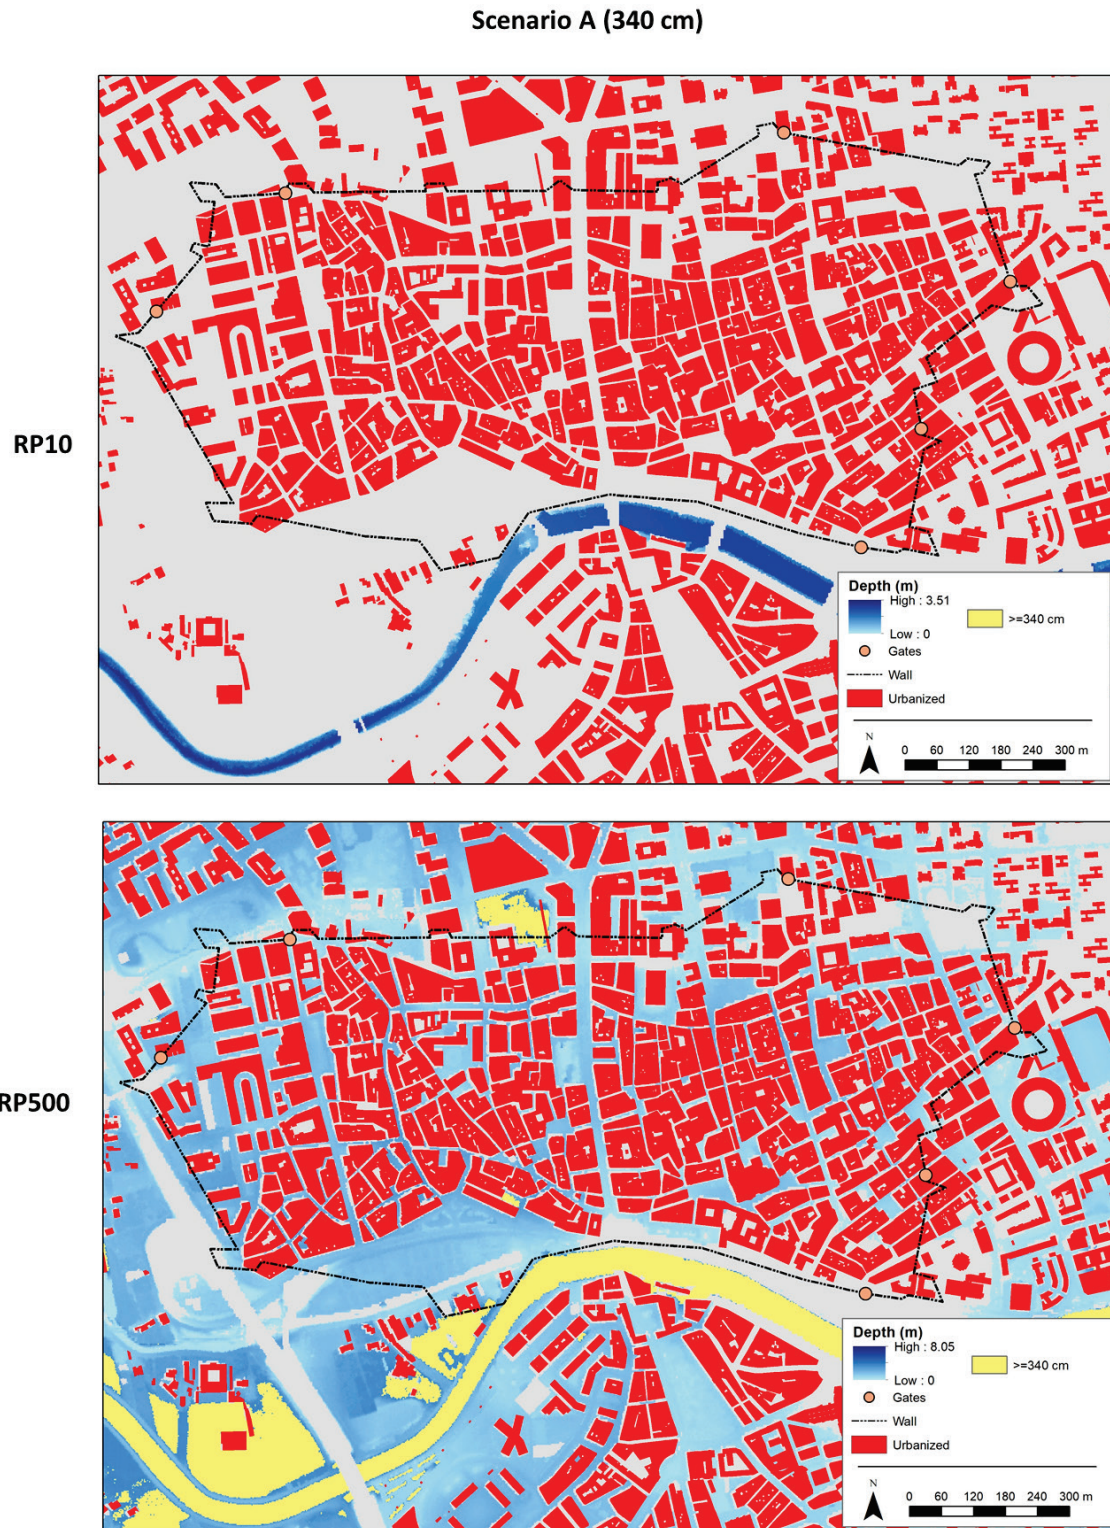 Scenario A (340 cm)
RP10
Depth (m)
High : 3.51
>=340 cm
Low : 0
Gates
Wall
Urbanized
N
0 60 120 180 240 300 m
RP500
Depth (m)
High : 8.05
>=340 cm
Low : 0
Gates
Wall
Urbanized
N
0 60 120 180 240 300 m